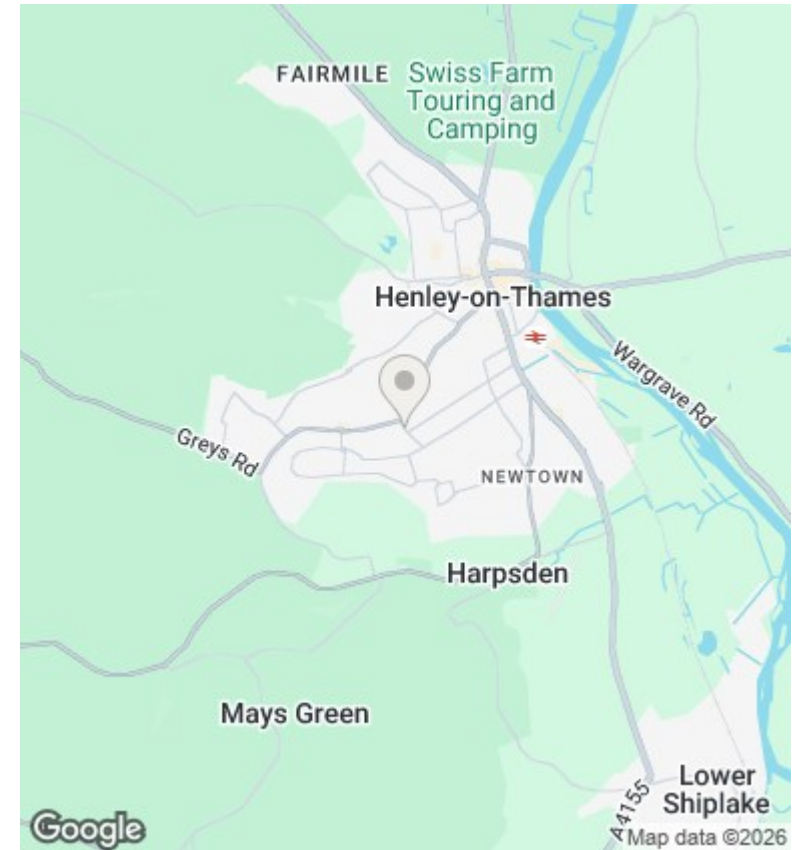 FAIRMILE
Swiss Farm
Touring and
Camping
Henley-on-Thames
Wargrave Rd
Greys Rd
NEWTOWN
Harpsden
Mays Green
Lower
Shiplake
A4155
Google
Map data ©2026